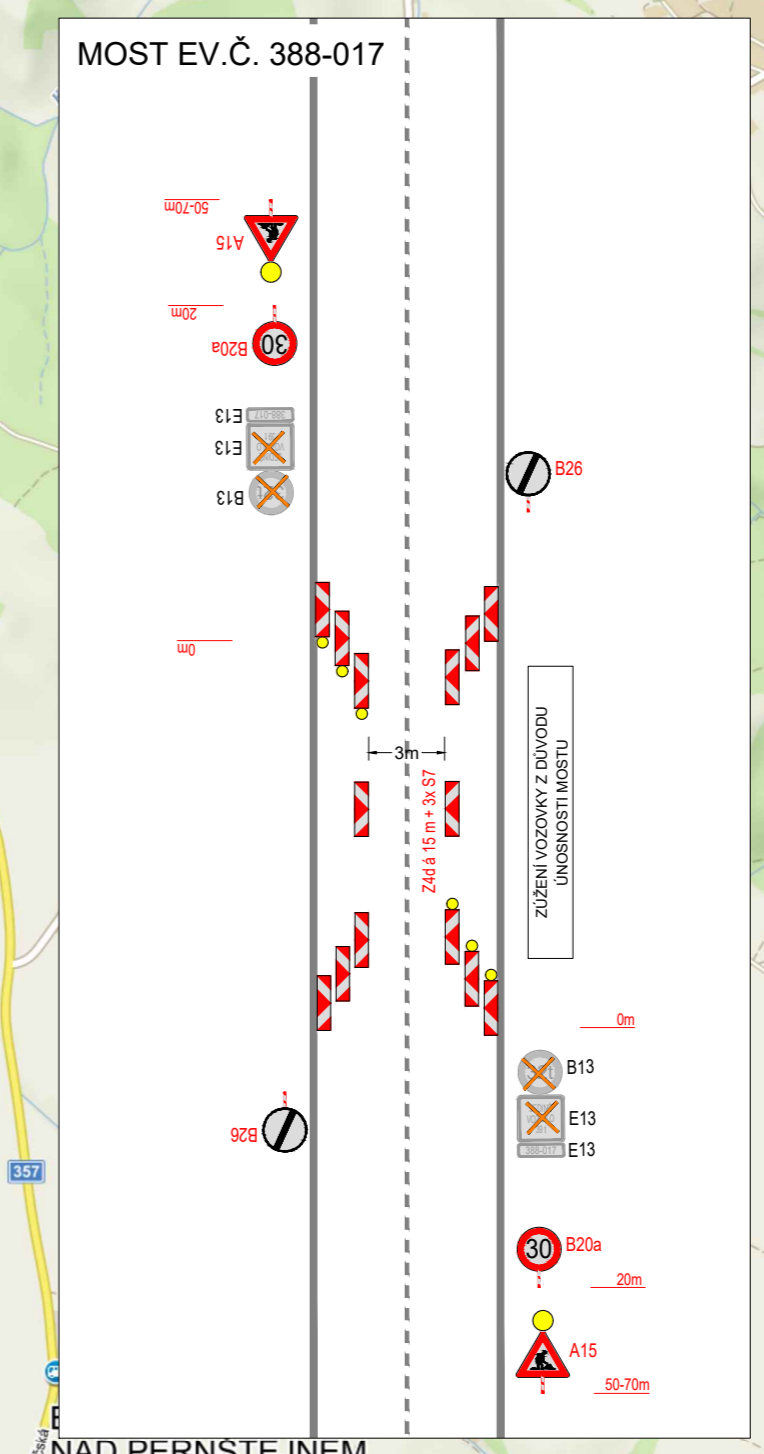 MOST EV.Č. 388-017
50-70m
A15
20m
B20a
30
E13
388-017
E13
B13
B26
0m
3m
Z4d á 15 m + 3x S7
ZÚŽENÍ VOZOVKY Z DŮVODU
ÚNOSNOSTI MOSTU
0m
B13
E13
388-017
E13
B26
357
30
B20a
20m
A15
50-70m
NAD PERNŠTEJNEM